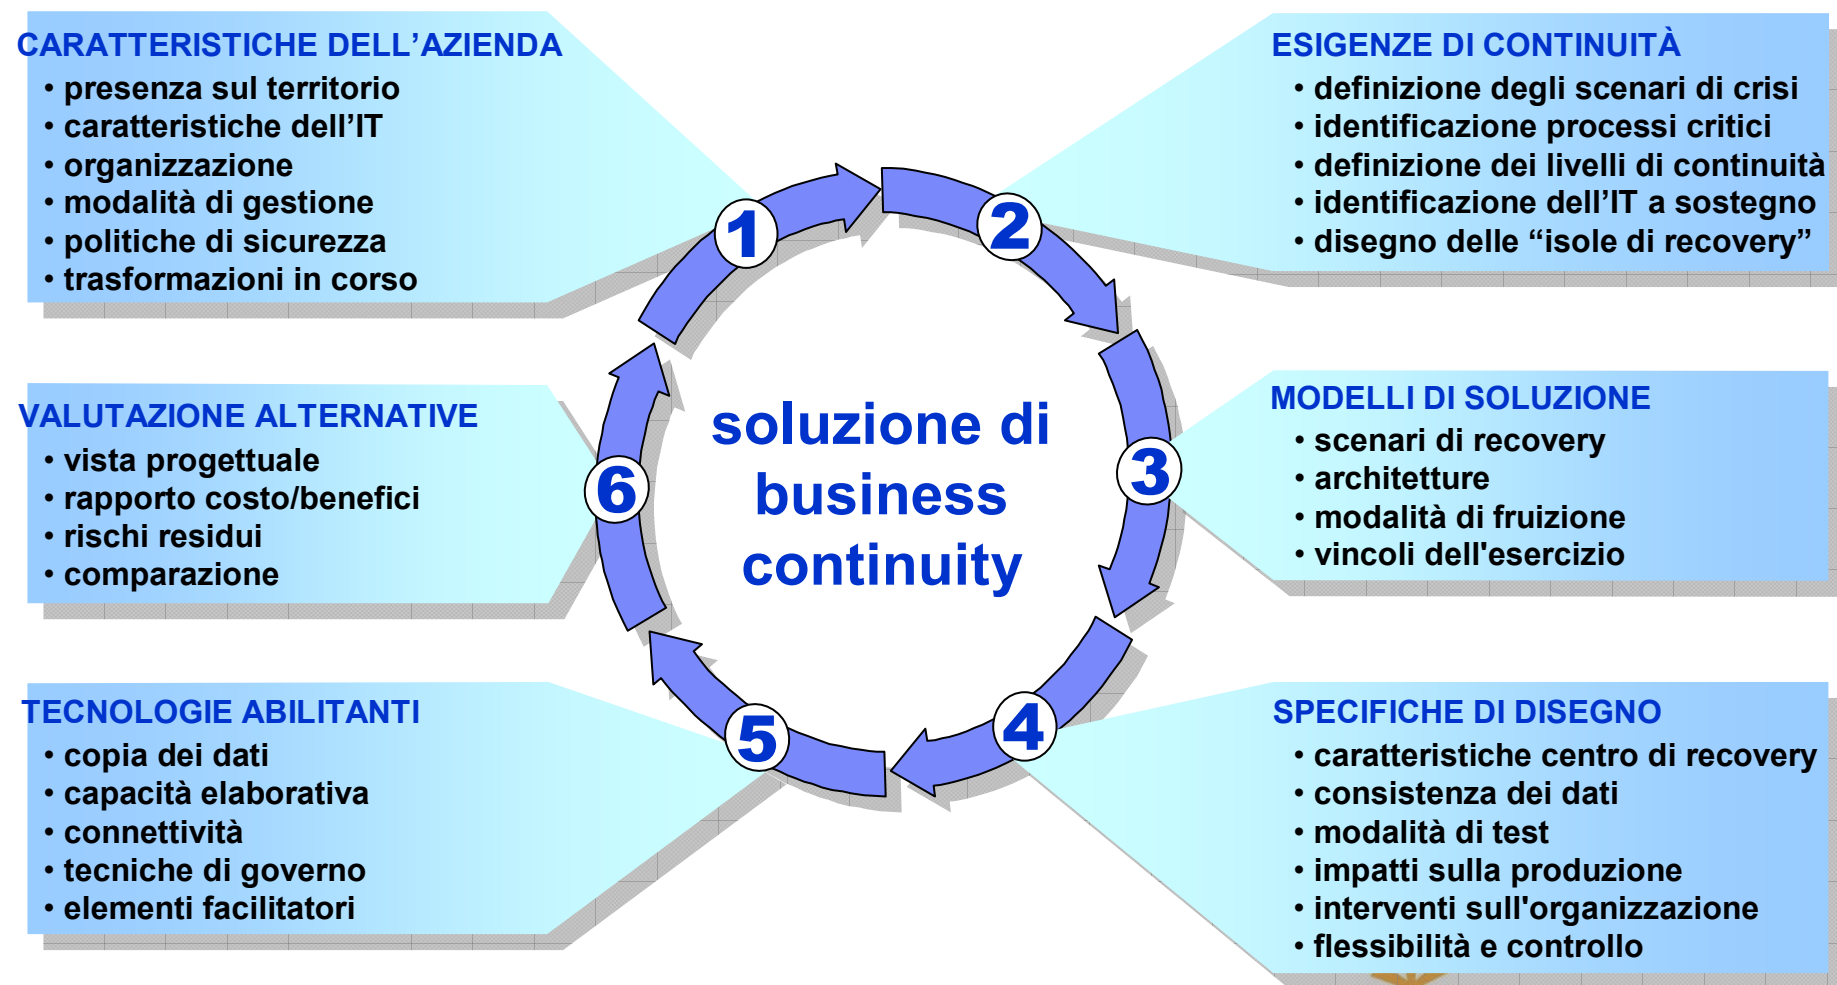 CARATTERISTICHE DELL’AZIENDA
• presenza sul territorio
• caratteristiche dell’IT
• organizzazione
• modalità di gestione
• politiche di sicurezza
• trasformazioni in corso
1
ESIGENZE DI CONTINUITÀ
• definizione degli scenari di crisi
• identificazione processi critici
• definizione dei livelli di continuità
• identificazione dell’IT a sostegno
• disegno delle “isole di recovery”
2
MODELLI DI SOLUZIONE
• scenari di recovery
• architetture
• modalità di fruizione
• vincoli dell'esercizio
3
SPECIFICHE DI DISEGNO
• caratteristiche centro di recovery
• consistenza dei dati
• modalità di test
• impatti sulla produzione
• interventi sull'organizzazione
• flessibilità e controllo
4
TECNOLOGIE ABILITANTI
• copia dei dati
• capacità elaborativa
• connettività
• tecniche di governo
• elementi facilitatori
5
VALUTAZIONE ALTERNATIVE
• vista progettuale
• rapporto costo/benefici
• rischi residui
• comparazione
6
soluzione di
business
continuity